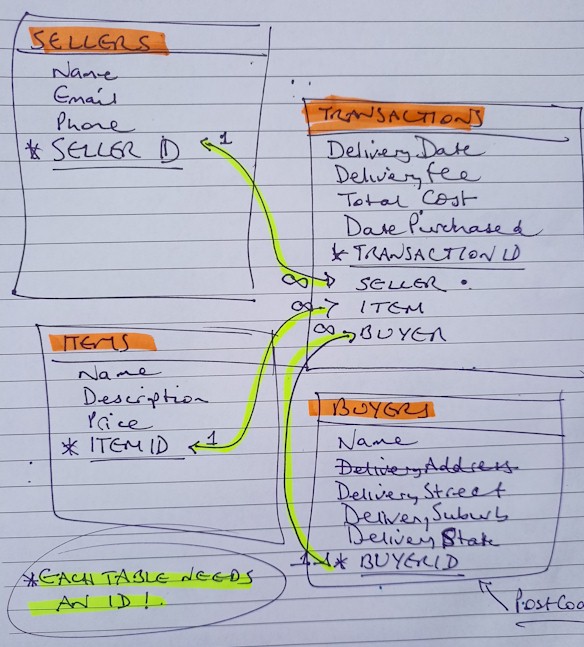 SELLERS
Name
Email
Phone
* SELLER ID
1
TRANSACTIONS
Delivery Date
Delivery Fee
Total Cost
Date Purchased
* TRANSACTION ID
∞ SELLER
∞ ITEM
∞ BUYER
ITEMS
Name
Description
Price
* ITEM ID
1
BUYERS
Name
Delivery Address
Delivery Street
Delivery Suburb
Delivery State
1 * BUYER ID
* EACH TABLE NEEDS
AN ID!